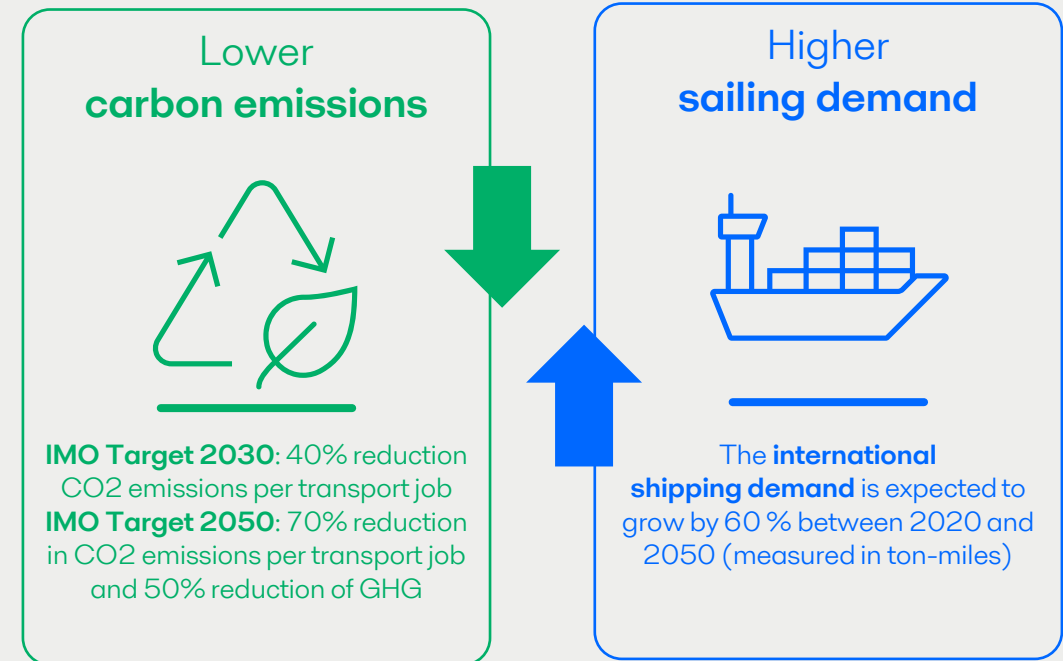 Lower
carbon emissions
IMO Target 2030: 40% reduction
CO2 emissions per transport job
IMO Target 2050: 70% reduction
in CO2 emissions per transport job
and 50% reduction of GHG
Higher
sailing demand
The international
shipping demand is expected to
grow by 60 % between 2020 and
2050 (measured in ton-miles)